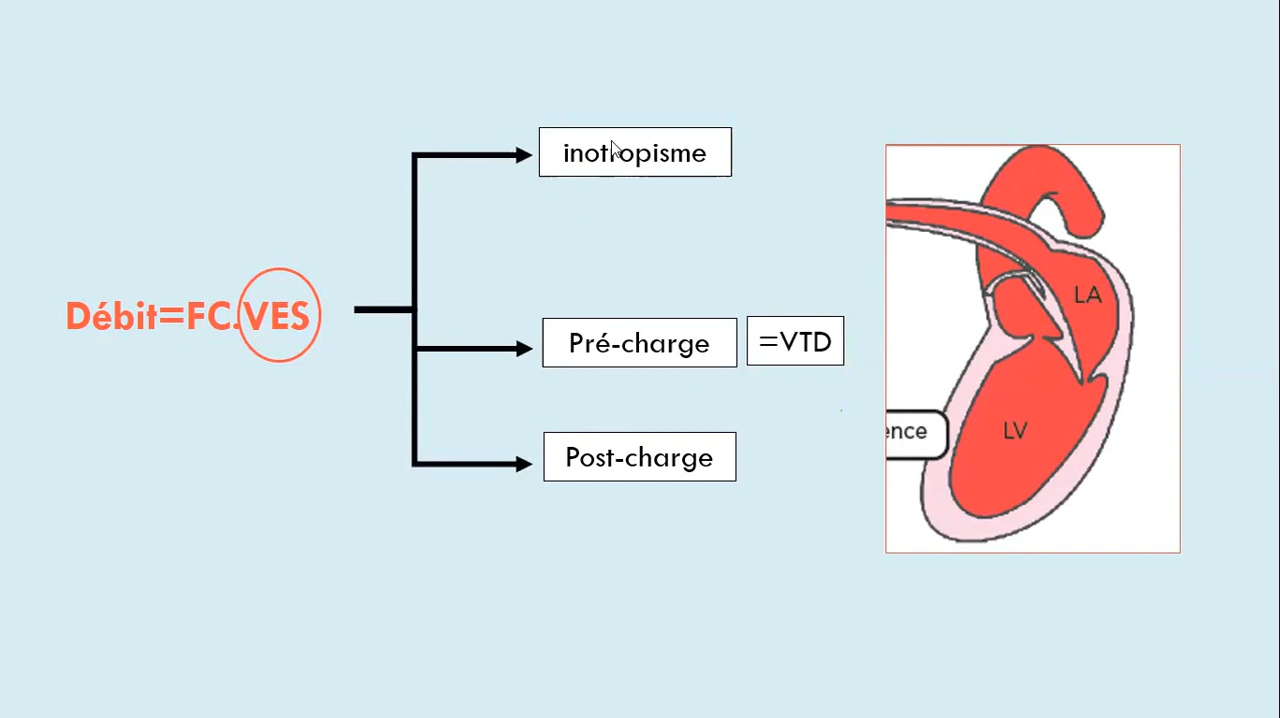 inotropisme
Débit=FC.VES
Pré-charge
=VTD
Post-charge
LA
LV
ence